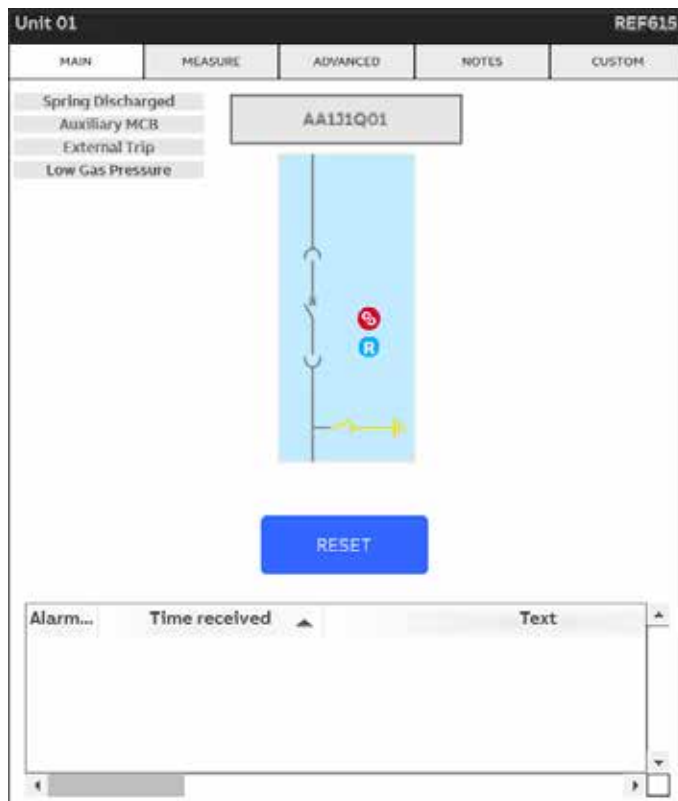 Unit 01 REF615
MAIN MEASURE ADVANCED NOTES CUSTOM
Spring Discharged
Auxiliary MCB
External Trip
Low Gas Pressure
AA1J1Q01
R
RESET
Alarm... Time received Text